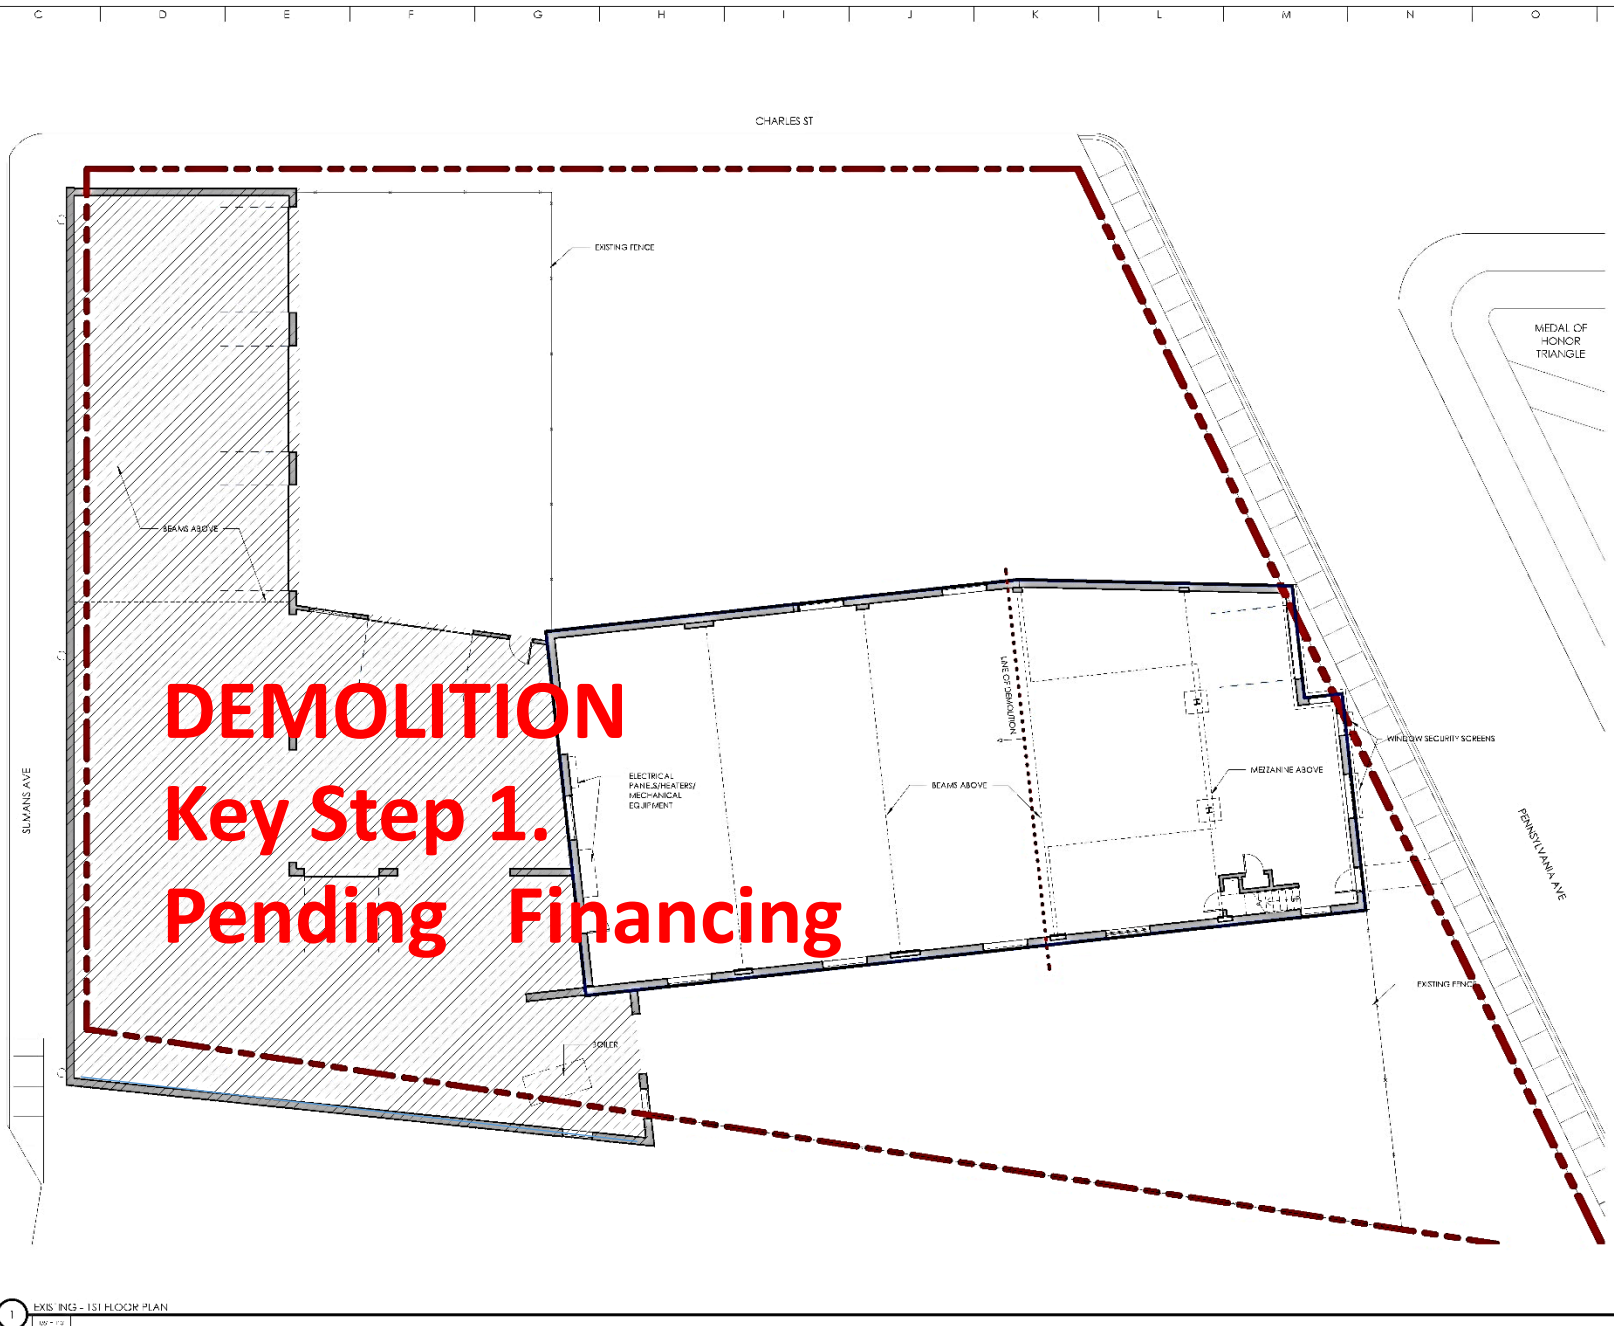 C D E F G H I J K L M N O
CHARLES ST
EXISTING FENCE
MEDAL OF
HONOR
TRIANGLE
BEAMS ABOVE
LINE OF DEMOLITION
DEMOLITION
Key Step 1.
Pending Financing
WINDOW SECURITY SCREENS
ELECTRICAL
PANELS/HEATERS/
MECHANICAL
EQUIPMENT
BEAMS ABOVE
MEZZANINE ABOVE
H
H
PENNSYLVANIA AVE
UP
EXISTING FENCE
BOILER
1
EXISTING - 1ST FLOOR PLAN